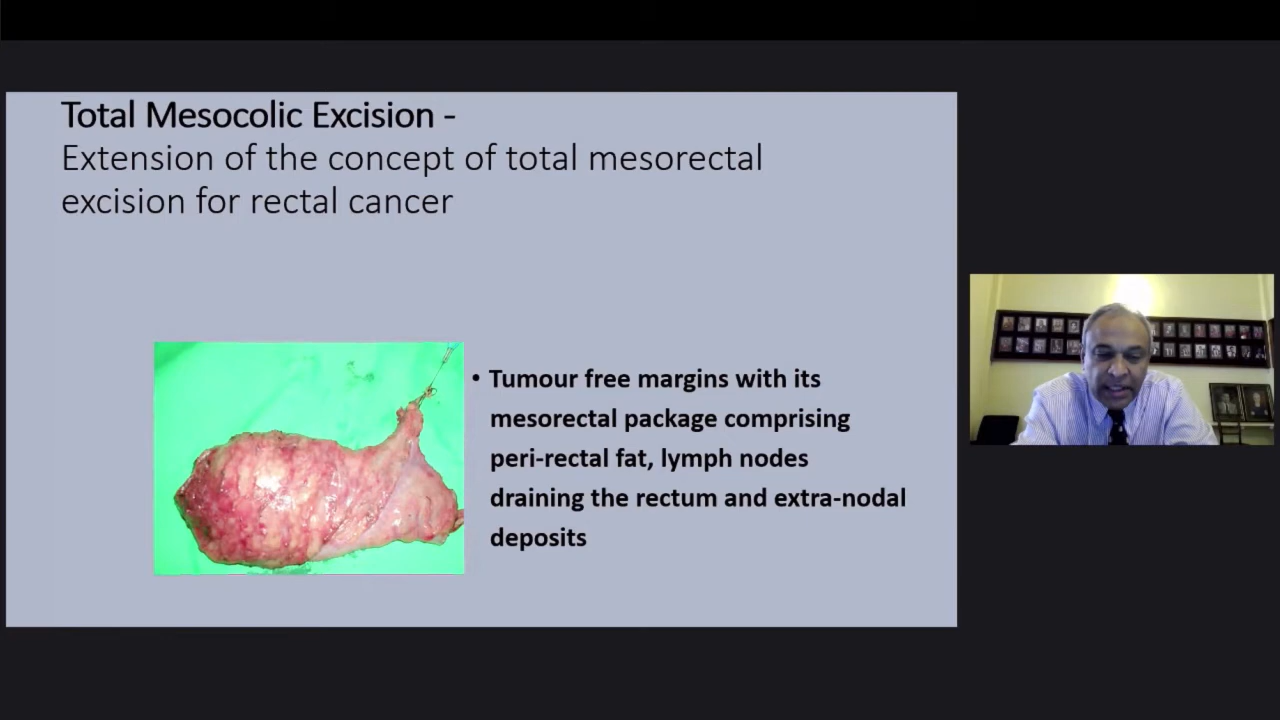 Total Mesocolic Excision -
Extension of the concept of total mesorectal
excision for rectal cancer
• Tumour free margins with its
mesorectal package comprising
peri-rectal fat, lymph nodes
draining the rectum and extra-nodal
deposits